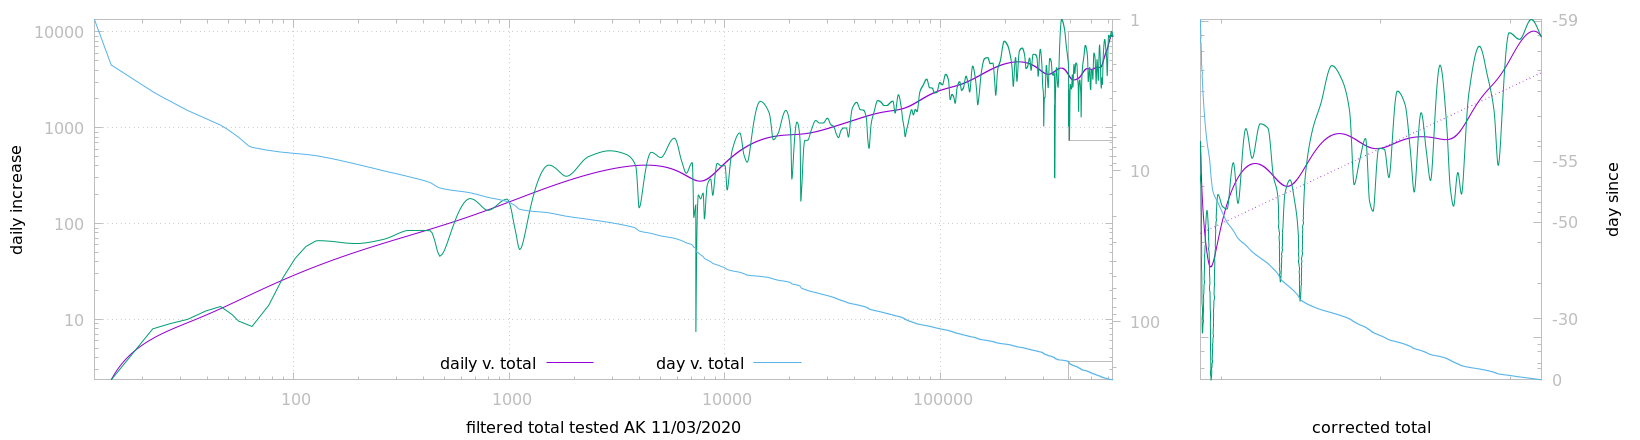 daily increase
10000
1000
100
10
100
1000
10000
100000
1
10
100
daily v. total
day v. total
filtered total tested AK 11/03/2020
-59
-55
-50
-30
0
day since
corrected total